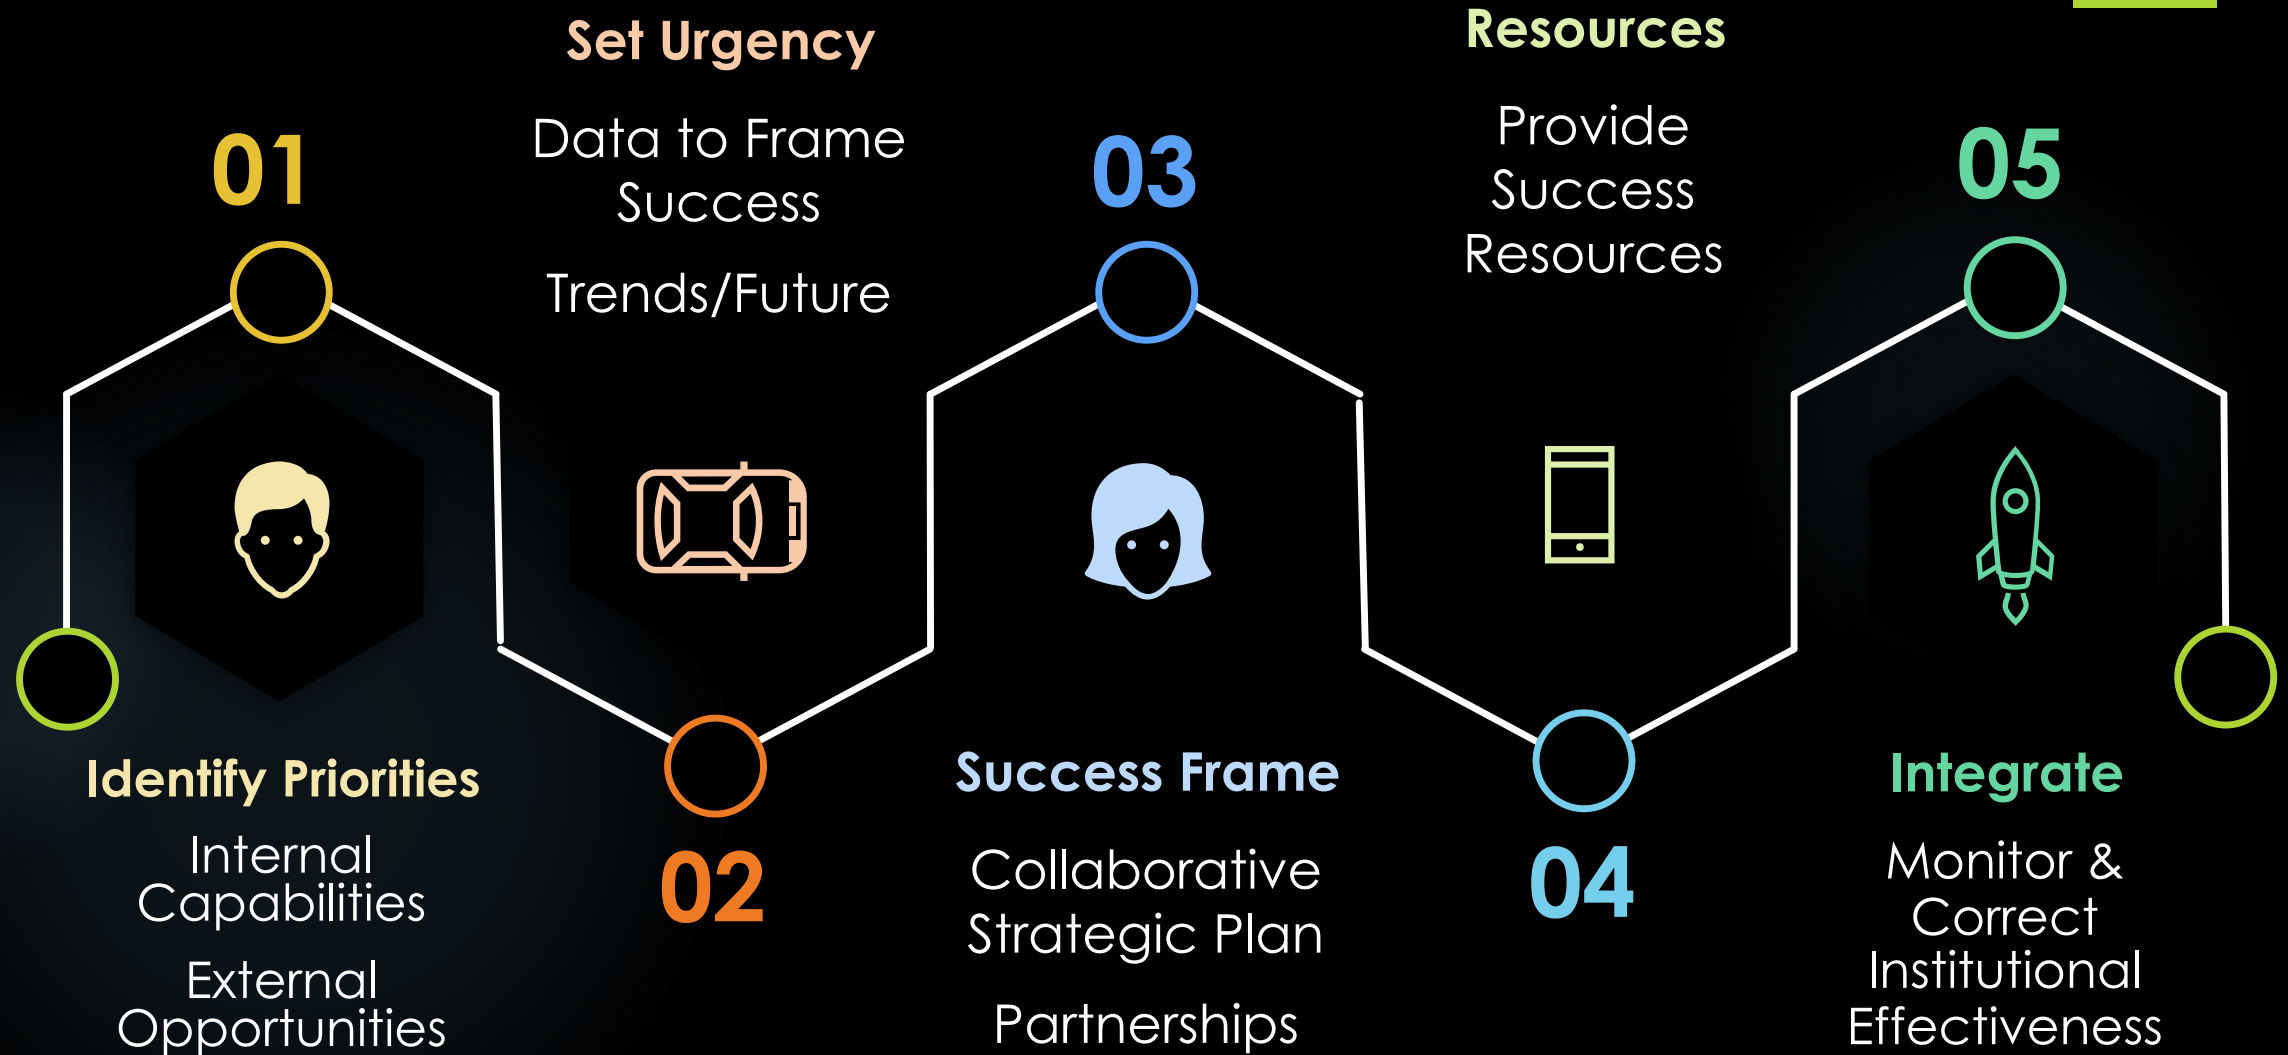 01
Identify Priorities
Internal
Capabilities
External
Opportunities
Set Urgency
Data to Frame
Success
Trends/Future
02
03
Success Frame
Collaborative
Strategic Plan
Partnerships
Resources
Provide
Success
Resources
04
05
Integrate
Monitor &
Correct
Institutional
Effectiveness